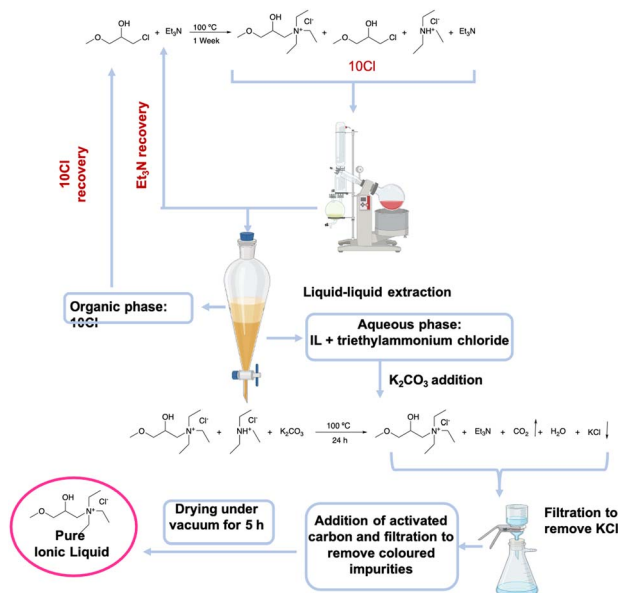 OH
O
Cl
+
Et₃N
100 ºC
1 Week
OH
O
N⁺
Cl⁻
+
OH
O
Cl
+
Cl⁻
NH⁺
+
Et₃N
10Cl
10Cl
recovery
Et₃N recovery
Liquid-liquid extraction
Organic phase:
10Cl
Aqueous phase:
IL + triethylammonium chloride
K₂CO₃ addition
OH
O
N⁺
Cl⁻
+
Cl⁻
NH⁺
+
K₂CO₃
100 ºC
24 h
OH
O
N⁺
Cl⁻
+
Et₃N
+
CO₂
+
H₂O
+
KCl
Filtration to
remove KCl
Addition of activated
carbon and filtration to
remove coloured
impurities
Drying under
vacuum for 5 h
OH
O
N⁺
Cl⁻
Pure
Ionic Liquid